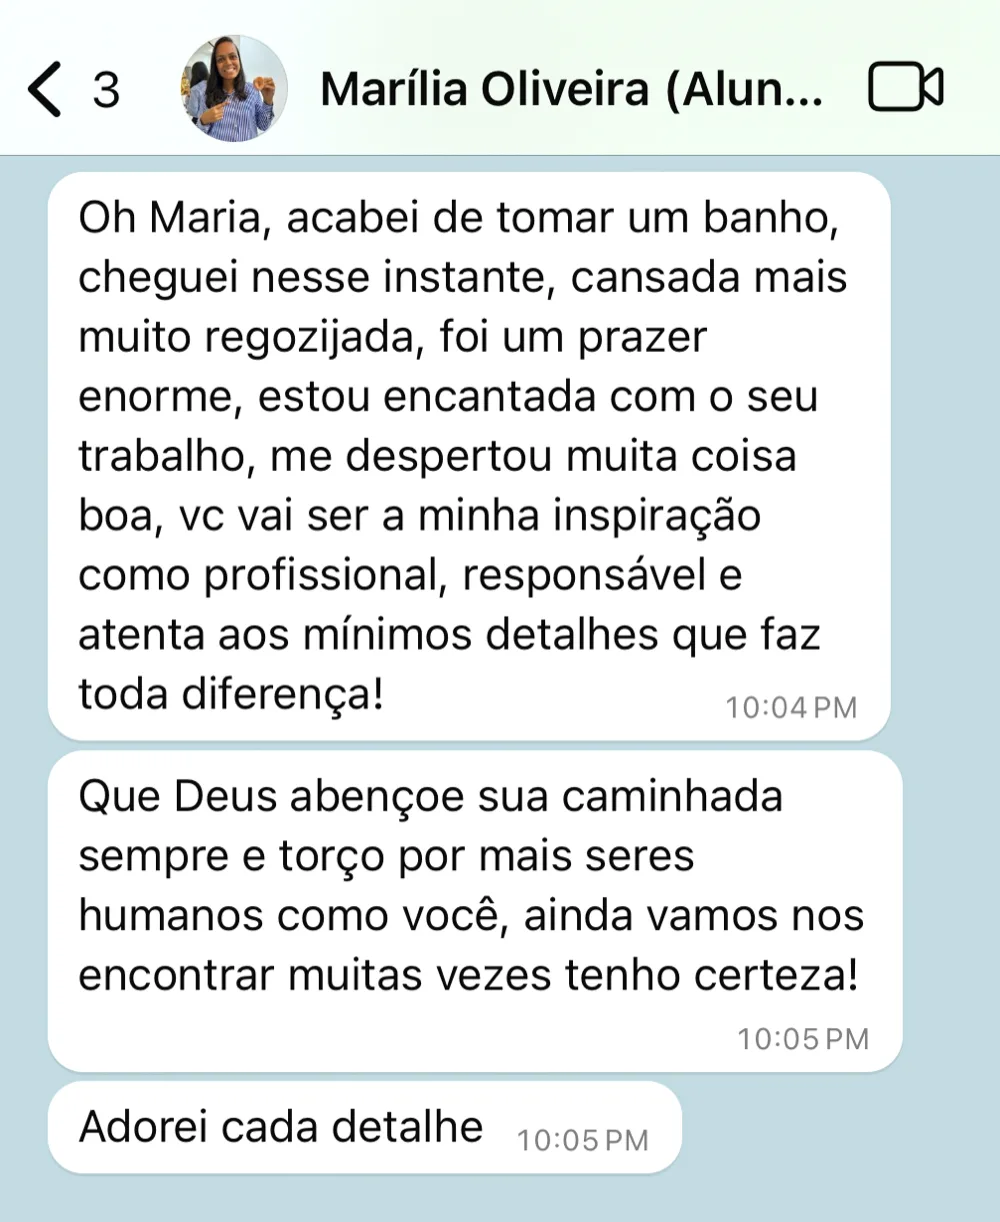 3
Marília Oliveira (Alun...
Oh Maria, acabei de tomar um banho,
cheguei nesse instante, cansada mais
muito regozijada, foi um prazer
enorme, estou encantada com o seu
trabalho, me despertou muita coisa
boa, vc vai ser a minha inspiração
como profissional, responsável e
atenta aos mínimos detalhes que faz
toda diferença!
10:04 PM
Que Deus abençoe sua caminhada
sempre e torço por mais seres
humanos como você, ainda vamos nos
encontrar muitas vezes tenho certeza!
10:05 PM
Adorei cada detalhe
10:05 PM